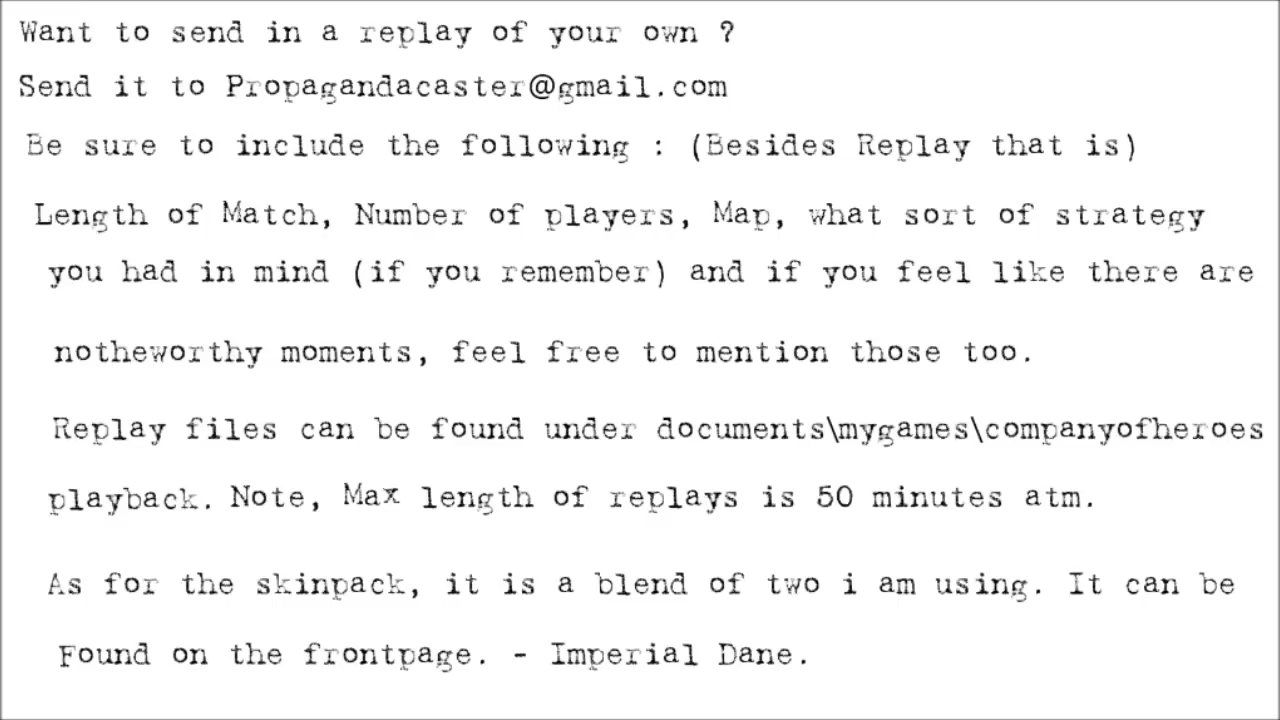 Want to send in a replay of your own ?
Send it to Propagandacaster@gmail.com
Be sure to include the following : (Besides Replay that is)
Length of Match, Number of players, Map, what sort of strategy
you had in mind (if you remember) and if you feel like there are
notheworthy moments, feel free to mention those too.
Replay files can be found under documents\mygames\companyofheroes
playback. Note, Max length of replays is 50 minutes atm.
As for the skinpack, it is a blend of two i am using. It can be
Found on the frontpage. - Imperial Dane.